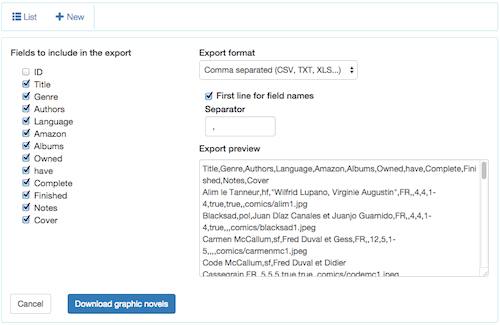 List
New
Fields to include in the export
ID
Title
Genre
Authors
Language
Amazon
Albums
Owned
have
Complete
Finished
Notes
Cover
Export format
Comma separated (CSV, TXT, XLS...)
First line for field names
Separator
,
Export preview
Title,Genre,Authors,Language,Amazon,Albums,Owned,have,Complete,Fini
shed,Notes,Cover
Alim le Tanneur,hf,"Wilfrid Lupano, Virginie Augustin",FR,,4,4,1-
4,true,true,,comics/alim1.jpg
Blacksad,pol,Juan Díaz Canales et Juanjo Guarnido,FR,,4,4,1-
4,true,true,,comics/blacksad1.jpeg
Carmen McCallum,sf,Fred Duval et Gess,FR,,12,5,1-
5,,,,comics/carmenmc1.jpeg
Code McCallum,sf,Fred Duval et Didier
Cassegrain,FR,,5,5,5,true,true,,comics/codemc1.jpeg
Cancel
Download graphic novels